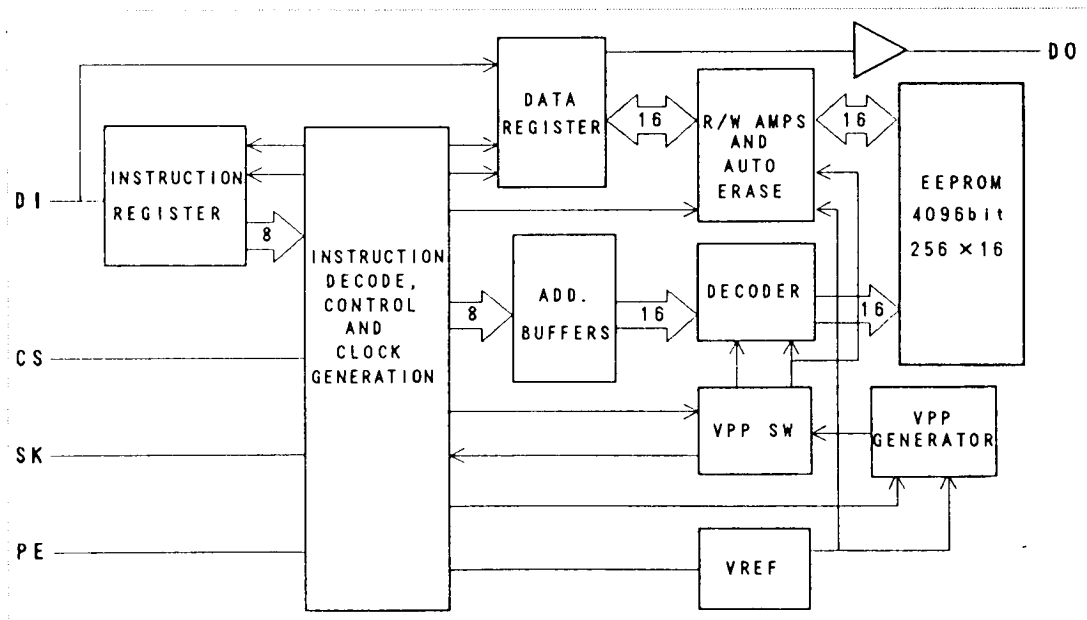 DO
DATA
REGISTER
16
R/W AMPS
AND
AUTO
ERASE
16
EEPROM
4096bit
256 × 16
DI
INSTRUCTION
REGISTER
8
INSTRUCTION
DECODE,
CONTROL
AND
CLOCK
GENERATION
8
ADD.
BUFFERS
16
DECODER
16
CS
SK
PE
VPP SW
VPP
GENERATOR
VREF